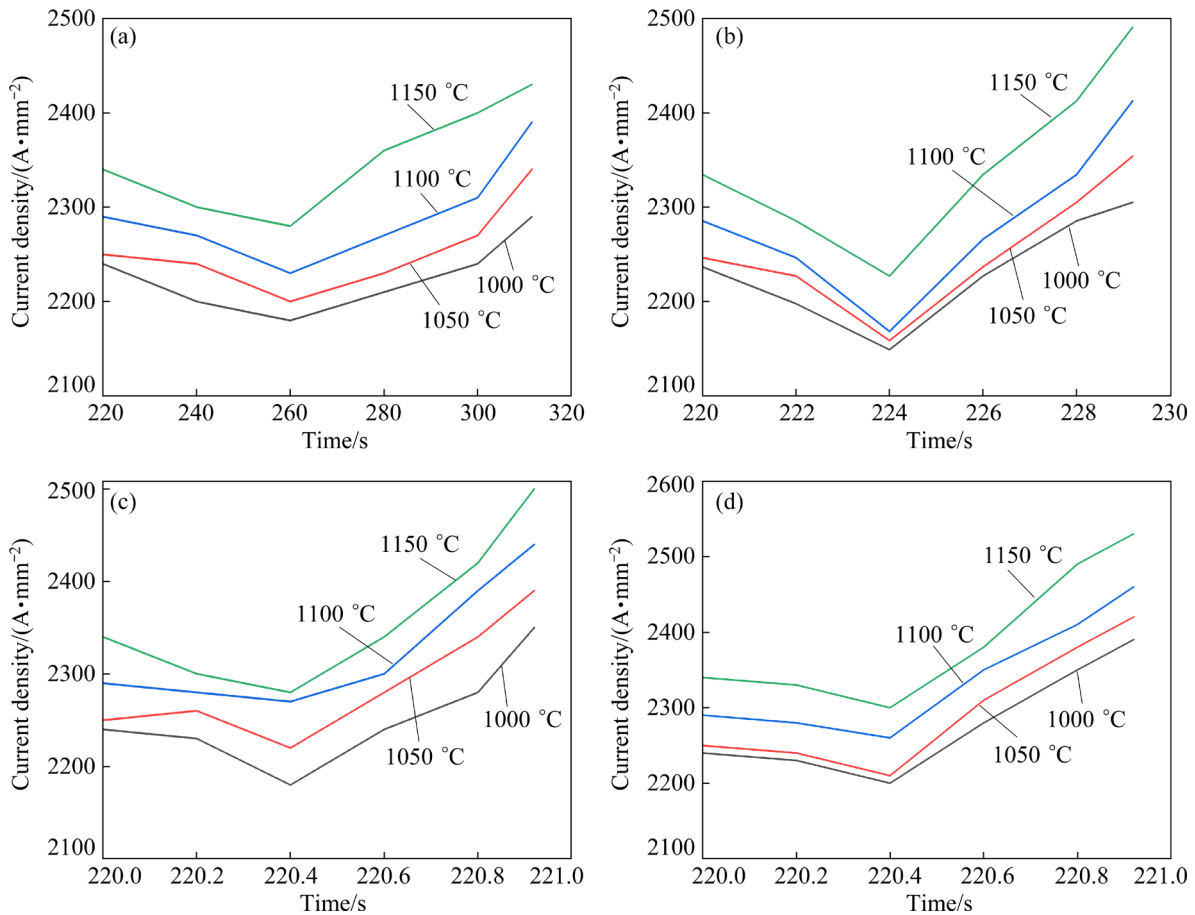 (a)
Current density/(A•mm⁻²)
2500
2400
2300
2200
2100
1150 °C
1100 °C
1000 °C
1050 °C
220 240 260 280 300 320
Time/s
(b)
Current density/(A•mm⁻²)
2500
2400
2300
2200
2100
1150 °C
1100 °C
1000 °C
1050 °C
220 222 224 226 228 230
Time/s
(c)
Current density/(A•mm⁻²)
2500
2400
2300
2200
2100
1150 °C
1100 °C
1000 °C
1050 °C
220.0 220.2 220.4 220.6 220.8 221.0
Time/s
(d)
Current density/(A•mm⁻²)
2600
2500
2400
2300
2200
2100
1150 °C
1100 °C
1000 °C
1050 °C
220.0 220.2 220.4 220.6 220.8 221.0
Time/s